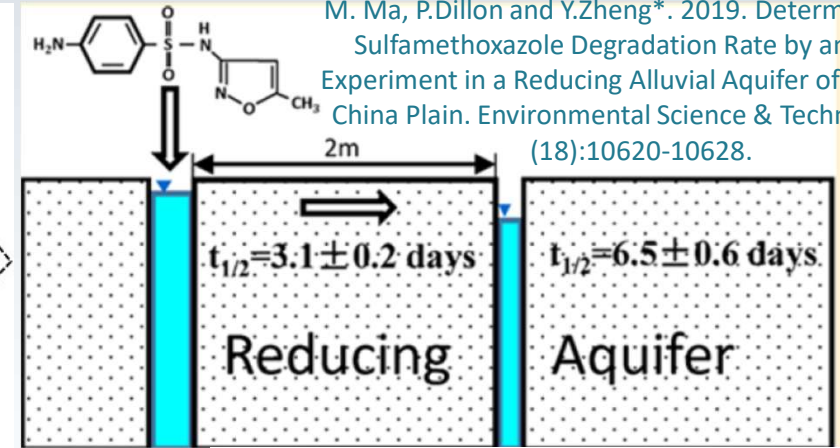 M. Ma, P.Dillon and Y.Zheng*. 2019. Determ
Sulfamethoxazole Degradation Rate by a
Experiment in a Reducing Alluvial Aquifer of
China Plain. Environmental Science & Tech
(18):10620-10628.
O
H
H₂N
S
N
O
N
O
CH₃
2m
t1/2=3.1±0.2 days
t1/2=6.5±0.6 days
Reducing
Aquifer